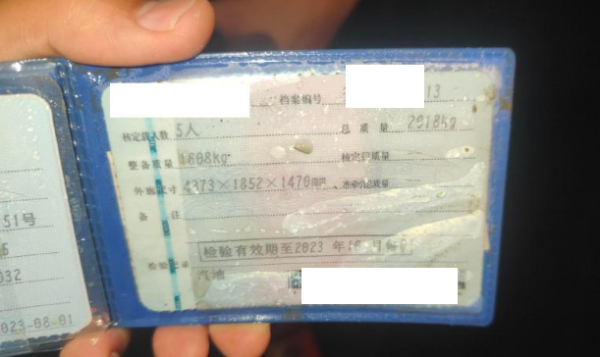 51号
5
032
023-08-01
档案编号 13
核定载人数 5人 总质量 2018kg
整备质量 1608kg 核定载质量
外廓尺寸 4373×1852×1470mm 准牵引总质量
备注
检验有效期至2023年
检验记录
汽油